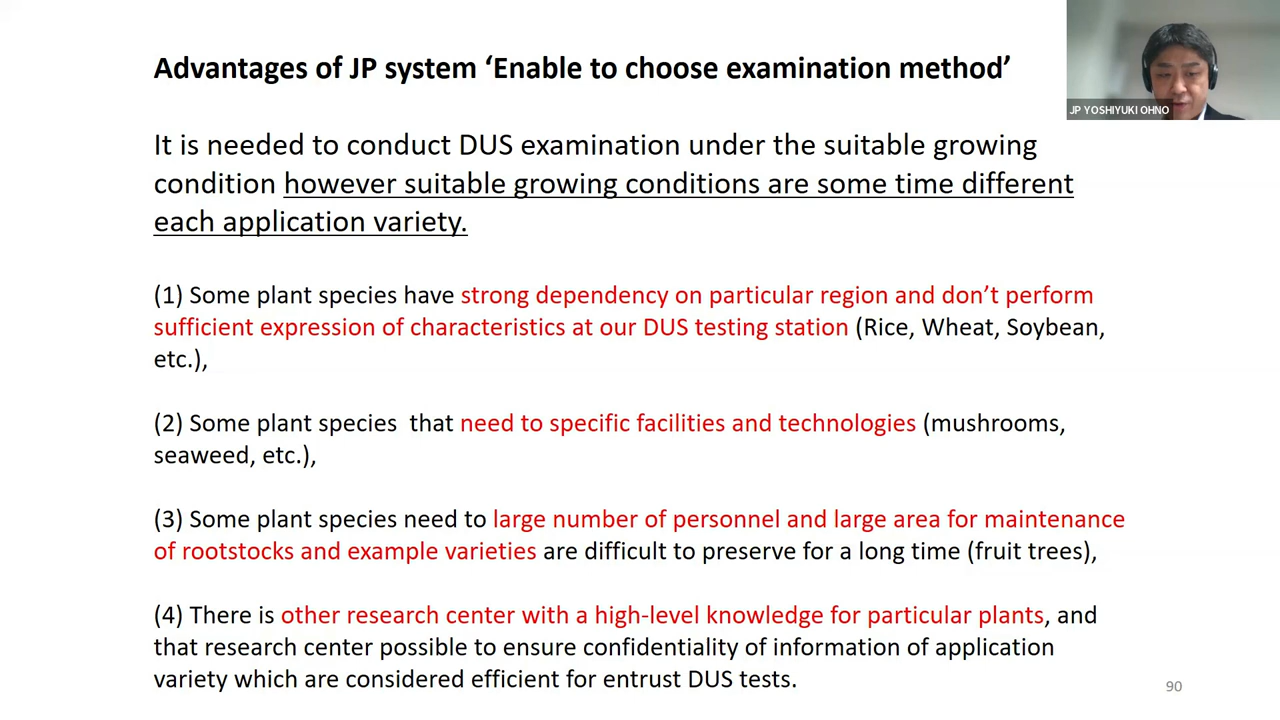 Advantages of JP system ‘Enable to choose examination method’
JP YOSHIYUKI OHNO
It is needed to conduct DUS examination under the suitable growing
condition however suitable growing conditions are some time different
each application variety.
(1) Some plant species have strong dependency on particular region and don’t perform
sufficient expression of characteristics at our DUS testing station (Rice, Wheat, Soybean,
etc.),
(2) Some plant species  that need to specific facilities and technologies (mushrooms,
seaweed, etc.),
(3) Some plant species need to large number of personnel and large area for maintenance
of rootstocks and example varieties are difficult to preserve for a long time (fruit trees),
(4) There is other research center with a high-level knowledge for particular plants, and
that research center possible to ensure confidentiality of information of application
variety which are considered efficient for entrust DUS tests.
90